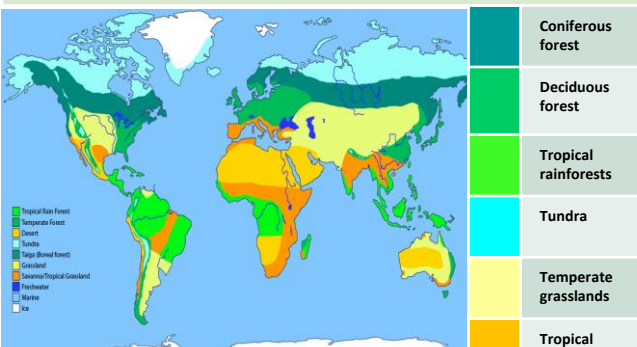 Tropical Rain Forest
Temperate Forest
Desert
Tundra
Taiga (Boreal forest)
Grassland
Savanna/Tropical Grassland
Freshwater
Marine
Ice
Coniferous
forest
Deciduous
forest
Tropical
rainforests
Tundra
Temperate
grasslands
Tropical